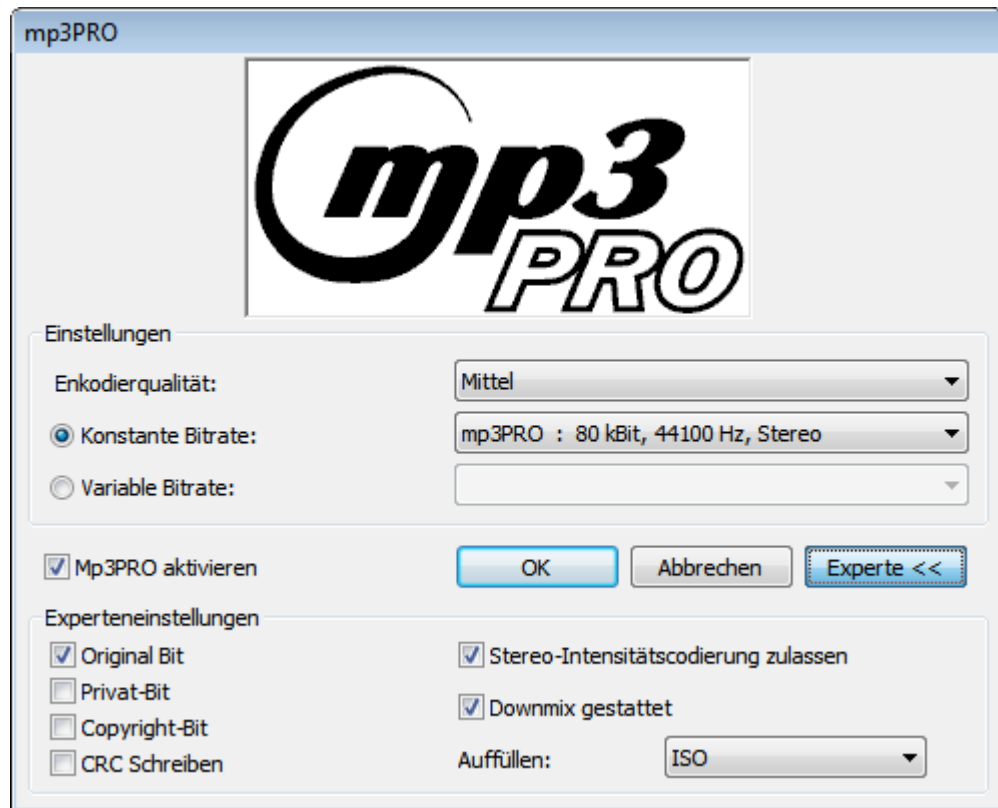 mp3PRO
mp3
PRO
Einstellungen
Enkodierqualität: Mittel
Konstante Bitrate: mp3PRO : 80 kBit, 44100 Hz, Stereo
Variable Bitrate:
Mp3PRO aktivieren OK Abbrechen Experte <<
Experteneinstellungen
Original Bit Stereo-Intensitätscodierung zulassen
Privat-Bit
Downmix gestattet
Copyright-Bit
CRC Schreiben Auffüllen: ISO